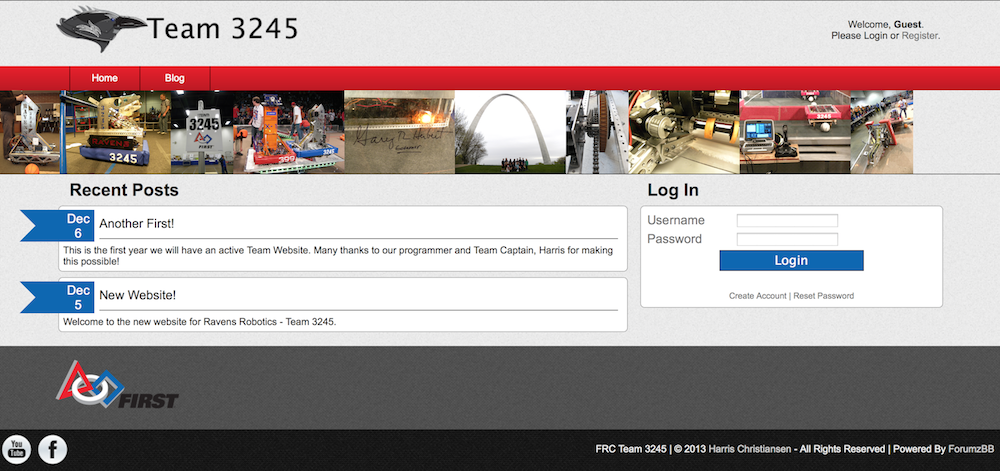 Team 3245
Welcome, Guest.
Please Login or Register.
Home
Blog
3245
3245
FIRST
3245
Recent Posts
Log In
Dec
6
Another First!
This is the first year we will have an active Team Website. Many thanks to our programmer and Team Captain, Harris for making
this possible!
Dec
5
New Website!
Welcome to the new website for Ravens Robotics - Team 3245.
Username
Password
Login
Create Account | Reset Password
FIRST
You
Tube
f
FRC Team 3245 | © 2013 Harris Christiansen - All Rights Reserved | Powered By ForumzBB